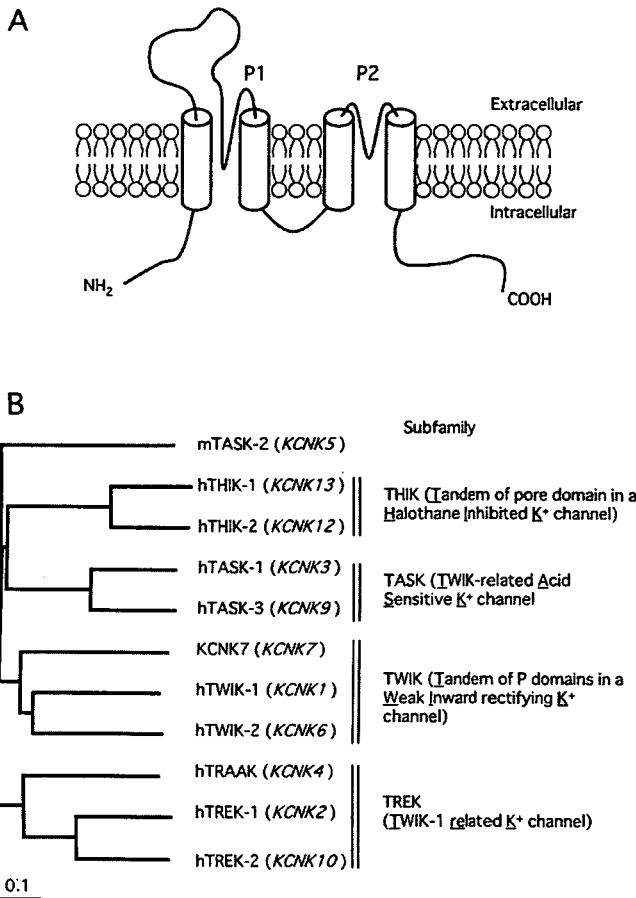 A
P1
P2
Extracellular
Intracellular
NH2
COOH
B
Subfamily
mTASK-2 (KCNK5)
hTHIK-1 (KCNK13)
hTHIK-2 (KCNK12)
THIK (Tandem of pore domain in a
Halothane Inhibited K+ channel)
hTASK-1 (KCNK3)
hTASK-3 (KCNK9)
TASK (TWIK-related Acid
Sensitive K+ channel
KCNK7 (KCNK7)
hTWIK-1 (KCNK1)
hTWIK-2 (KCNK6)
TWIK (Tandem of P domains in a
Weak Inward rectifying K+
channel)
hTRAAK (KCNK4)
hTREK-1 (KCNK2)
hTREK-2 (KCNK10)
TREK
(TWIK-1 related K+ channel)
0.1